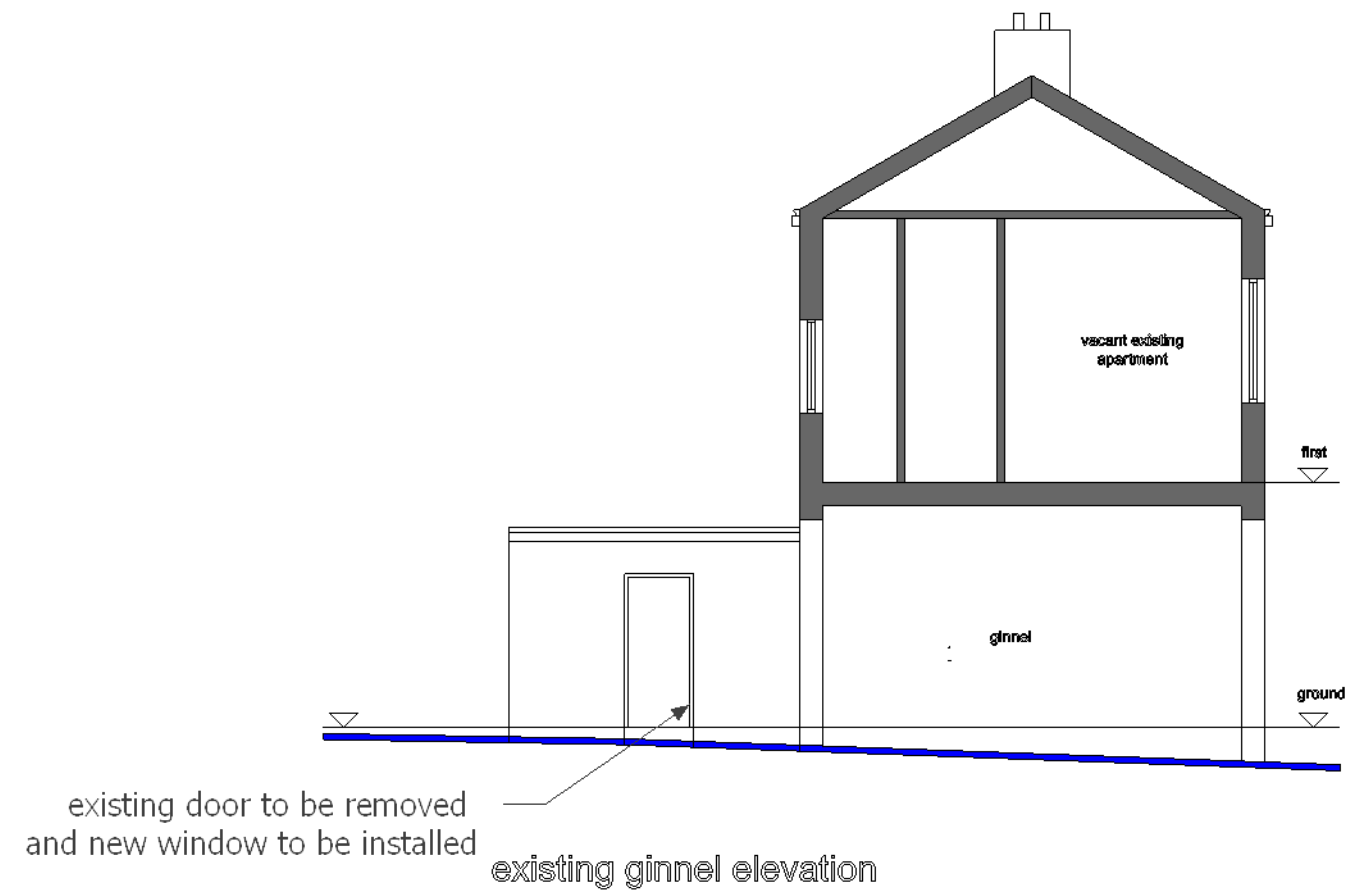 vacant existing
apartment
first
ginnel
ground
existing door to be removed
and new window to be installed
existing ginnel elevation